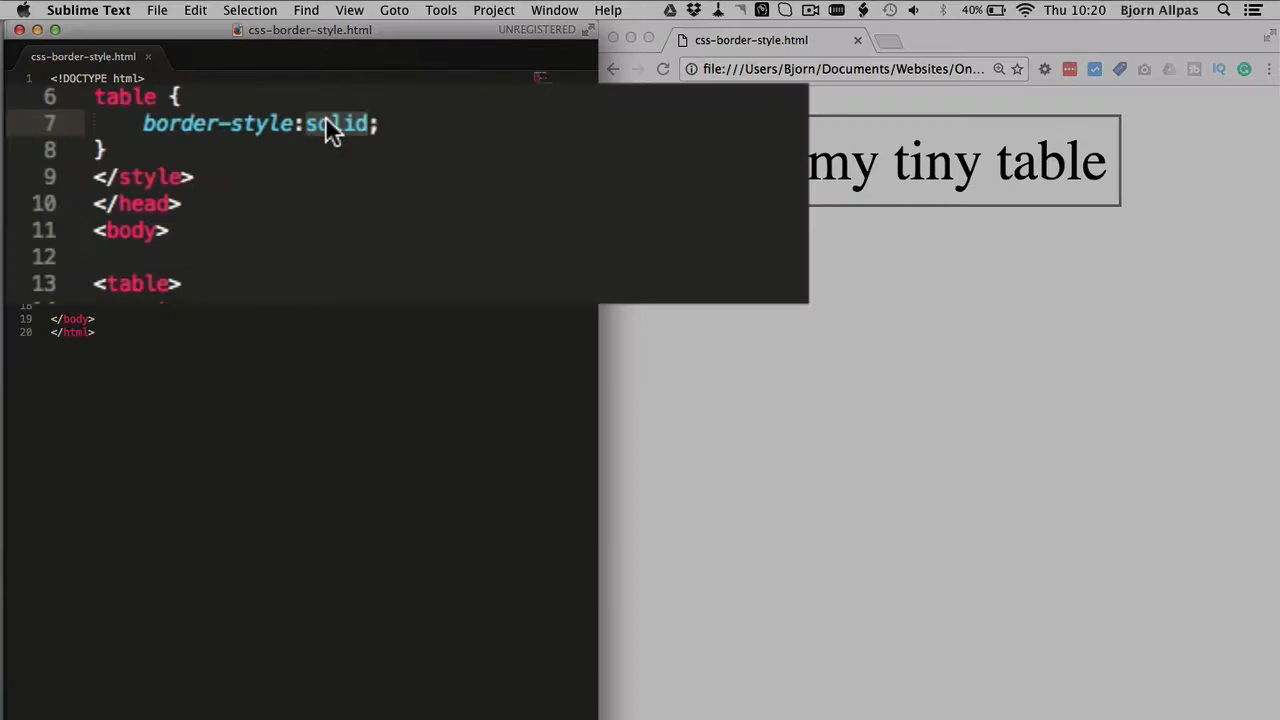 Sublime Text File Edit Selection Find View Goto Tools Project Window Help 40% Thu 10:20 Bjorn Allpas
css-border-style.html UNREGISTERED
css-border-style.html ×
css-border-style.html ×
file:///Users/Bjorn/Documents/Websites/On...
1 <!DOCTYPE html>
6 table {
7 border-style:solid;
8 }
9 </style>
10 </head>
11 <body>
12
13 <table>
18
19 </body>
20 </html>
my tiny table